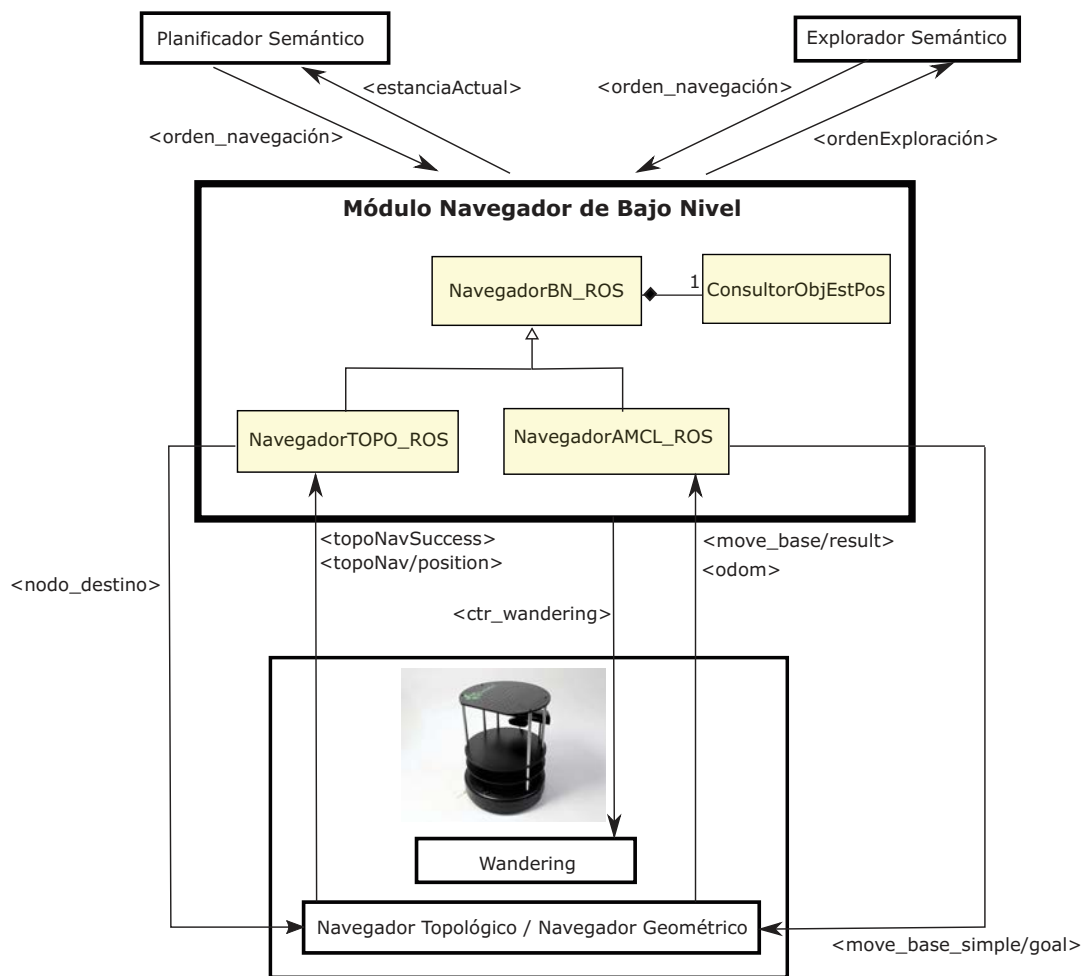 Planificador Semántico
Explorador Semántico
<estanciaActual>
<orden_navegación>
<orden_navegación>
<ordenExploración>
Módulo Navegador de Bajo Nivel
NavegadorBN_ROS
1
ConsultorObjEstPos
NavegadorTOPO_ROS
NavegadorAMCL_ROS
<topoNavSuccess>
<topoNav/position>
<move_base/result>
<odom>
<nodo_destino>
<ctr_wandering>
Wandering
Navegador Topológico / Navegador Geométrico
<move_base_simple/goal>